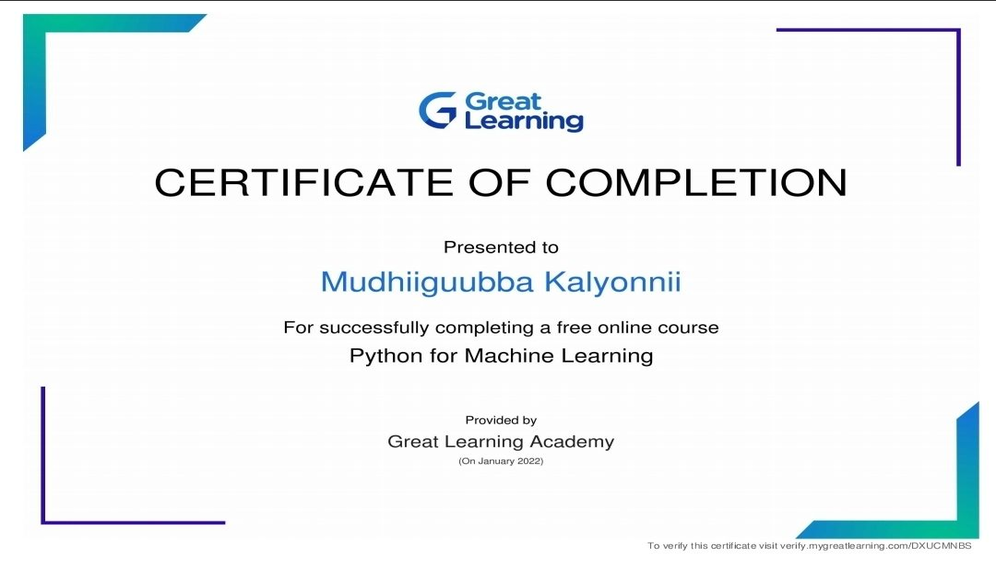 Great
Learning
CERTIFICATE OF COMPLETION
Presented to
Mudhiiguubba Kalyonnii
For successfully completing a free online course
Python for Machine Learning
Provided by
Great Learning Academy
(On January 2022)
To verify this certificate visit verify.mygreatlearning.com/DXUCMNBS